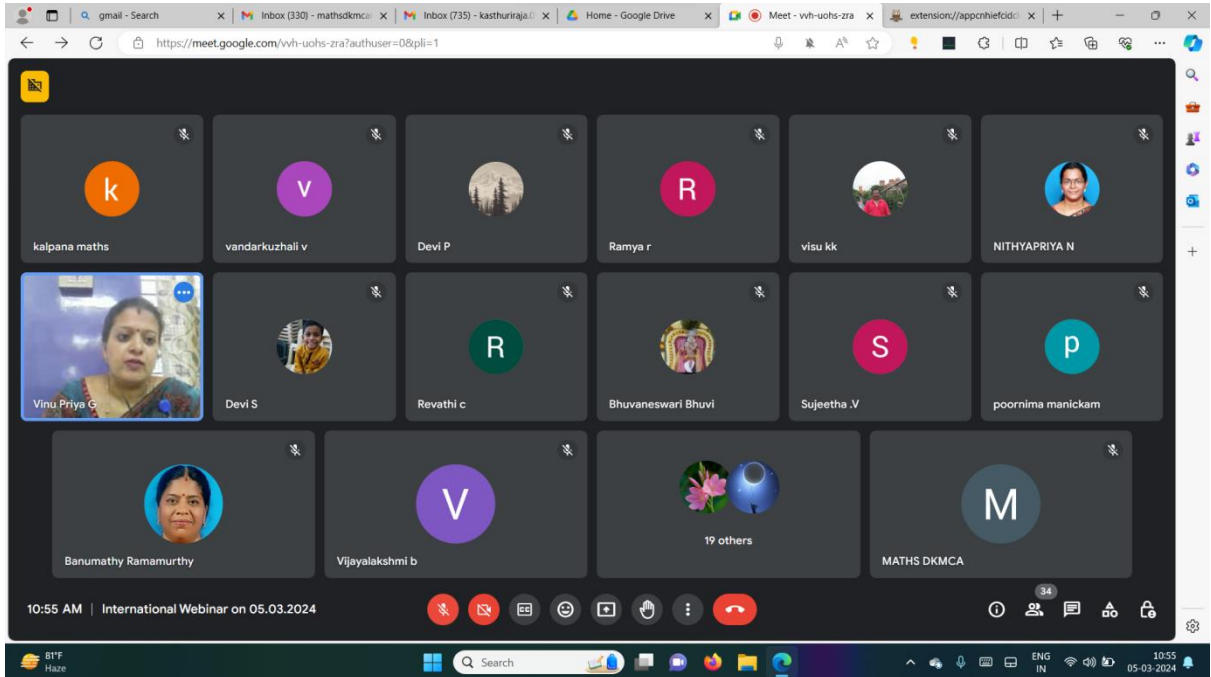 gmail - Search
Inbox (330) - mathsdkmca
Inbox (735) - kasthuriraja.
Home - Google Drive
Meet - vvh-uohs-zra
extension://appcnhiefcidcl
https://meet.google.com/vvh-uohs-zra?authuser=0&pli=1
k
v
R
kalpana maths
vandarkuzhali v
Devi P
Ramya r
visu kk
NITHYAPRIYA N
R
S
p
Vinu Priya G
Devi S
Revathi c
Bhuvaneswari Bhuvi
Sujeetha .V
poornima manickam
V
M
19 others
Banumathy Ramamurthy
Vijayalakshmi b
MATHS DKMCA
34
10:55 AM | International Webinar on 05.03.2024
CC
81°F
Haze
Search
ENG
IN
10:55
05-03-2024